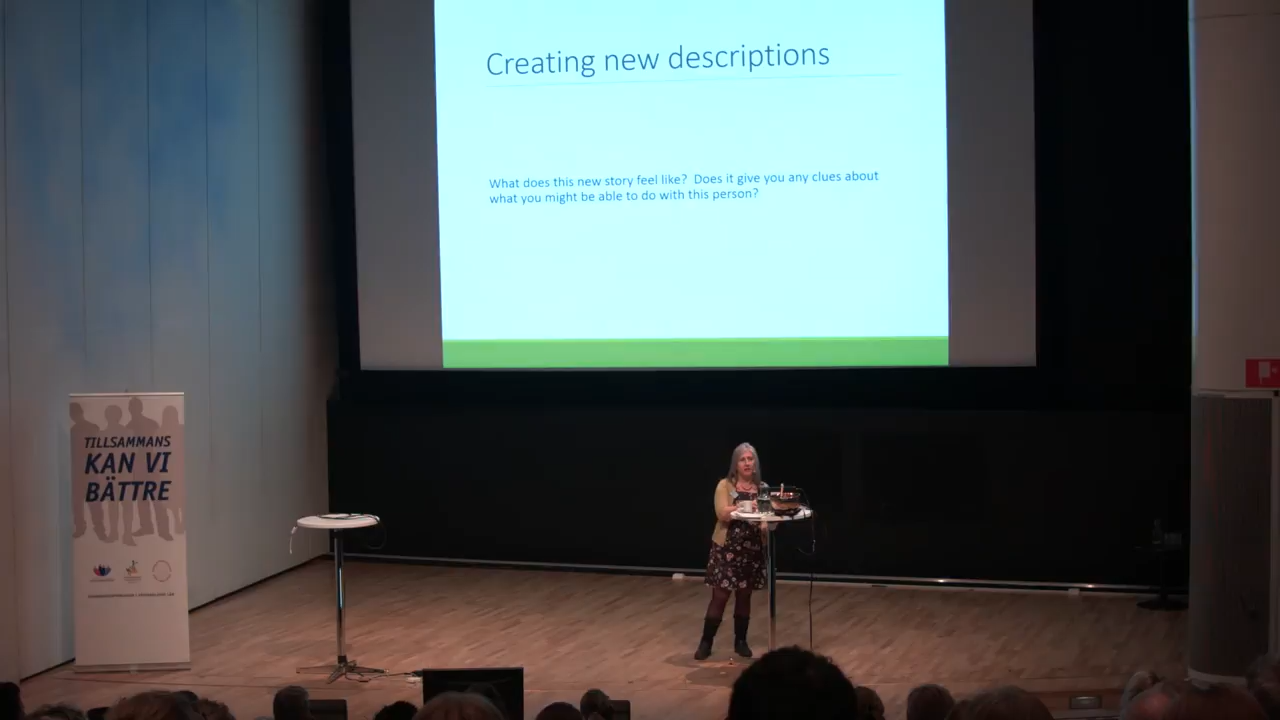 Creating new descriptions
What does this new story feel like? Does it give you any clues about
what you might be able to do with this person?
TILLSAMMANS
KAN VI
BÄTTRE